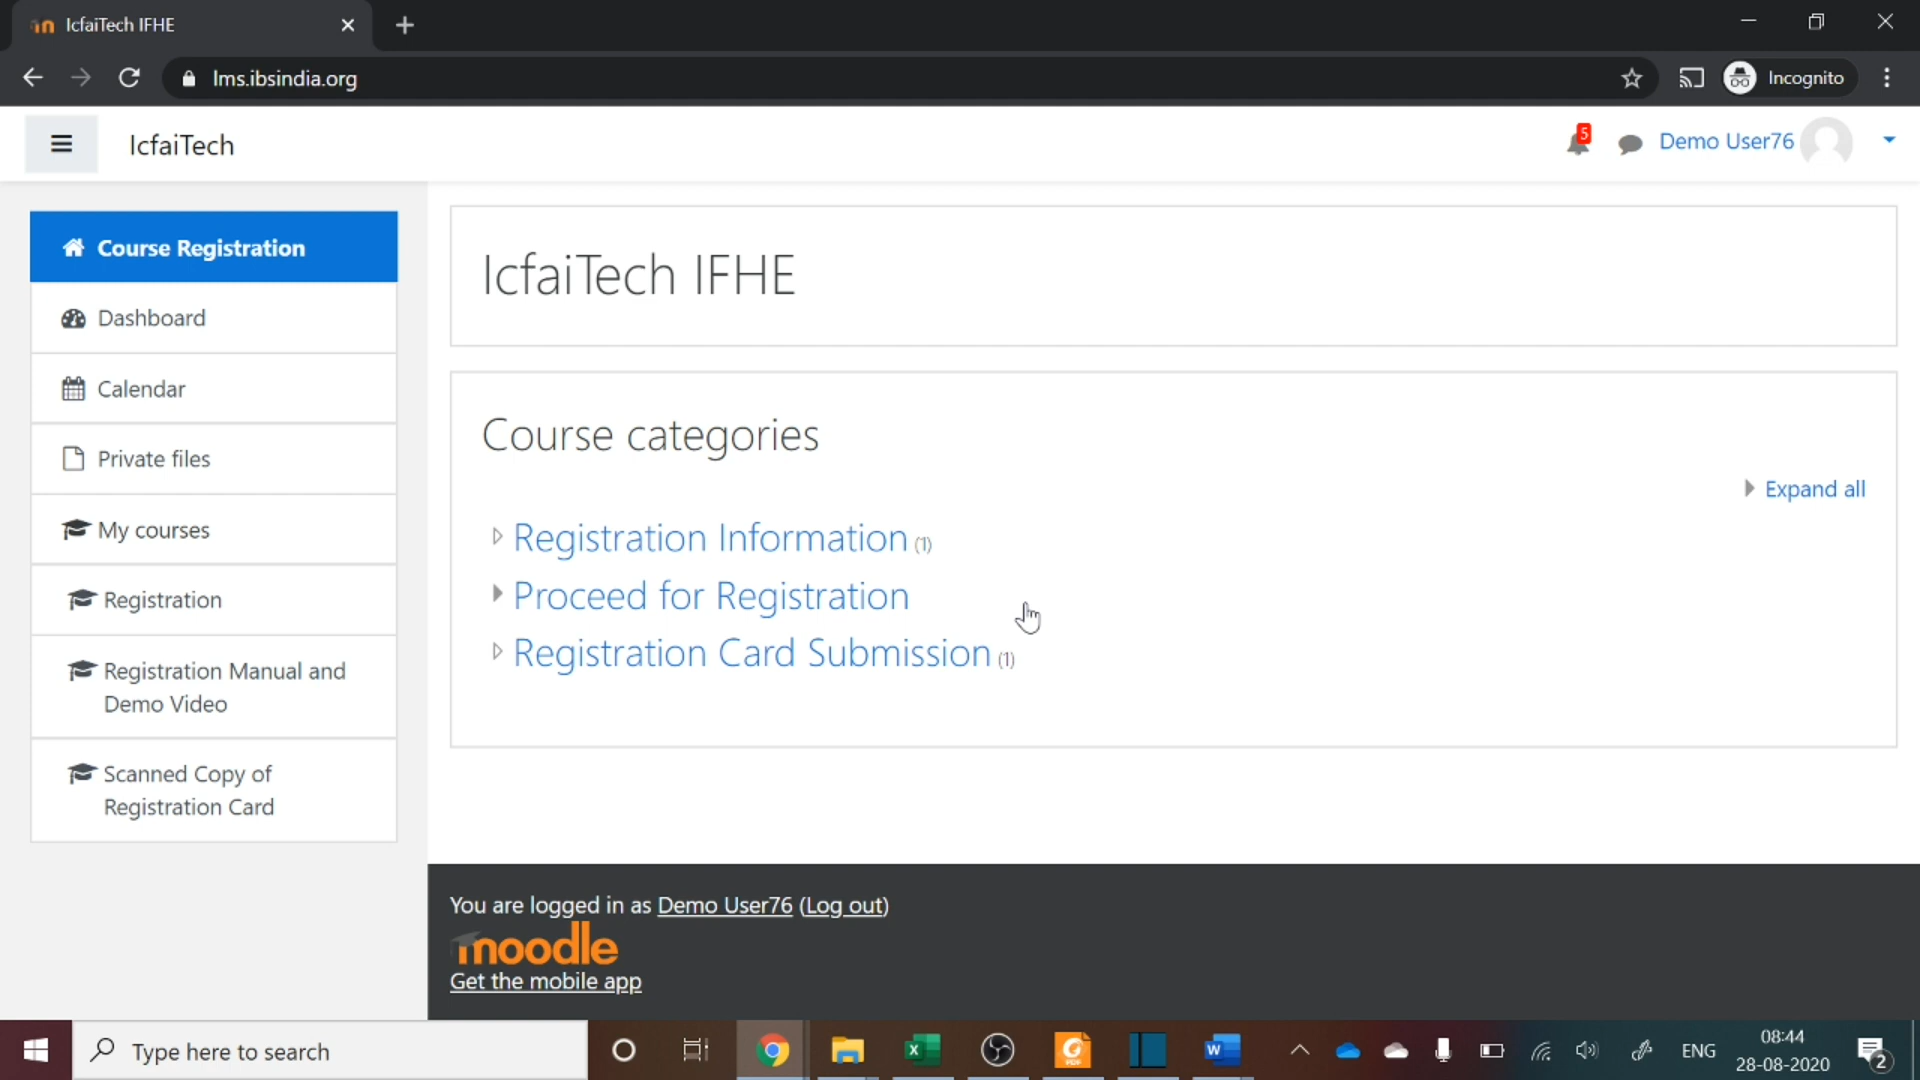 IcfaiTech IFHE
lms.ibsindia.org
Incognito
IcfaiTech
5
Demo User76
Course Registration
Dashboard
Calendar
Private files
My courses
Registration
Registration Manual and
Demo Video
Scanned Copy of
Registration Card
IcfaiTech IFHE
Course categories
Expand all
Registration Information (1)
Proceed for Registration
Registration Card Submission (1)
You are logged in as Demo User76 (Log out)
moodle
Get the mobile app
Type here to search
ENG
08:44
28-08-2020
2